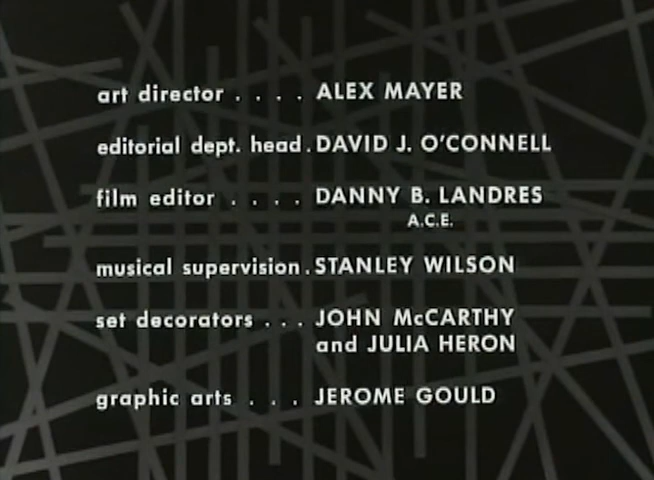 art director . . . . ALEX MAYER
editorial dept. head . DAVID J. O'CONNELL
film editor . . . . DANNY B. LANDRES
A.C.E.
musical supervision . STANLEY WILSON
set decorators . . . JOHN McCARTHY
and JULIA HERON
graphic arts . . . JEROME GOULD